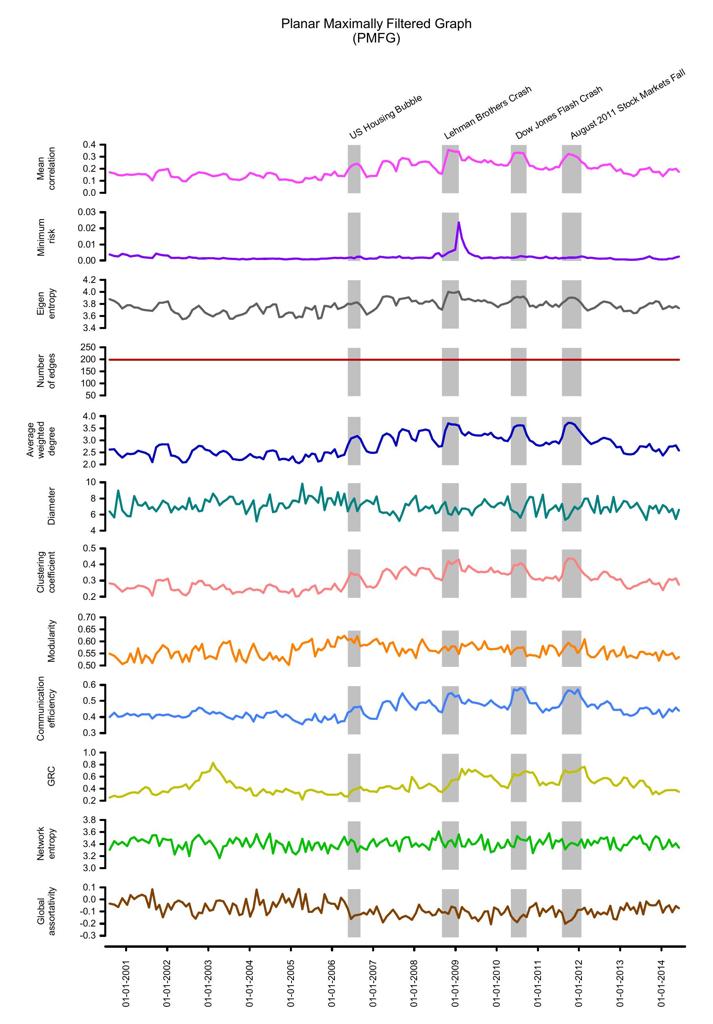 Planar Maximally Filtered Graph
(PMFG)
US Housing Bubble
Lehman Brothers Crash
Dow Jones Flash Crash
August 2011 Stock Markets Fall
Mean
correlation
0.4
0.3
0.2
0.1
0.0
Minimum
risk
0.03
0.02
0.01
0.00
Eigen
entropy
4.2
4.0
3.8
3.6
3.4
Number
of edges
250
200
150
100
50
Average
weighted
degree
4.0
3.5
3.0
2.5
2.0
Diameter
10
8
6
4
Clustering
coefficient
0.5
0.4
0.3
0.2
Modularity
0.70
0.65
0.60
0.55
0.50
Communication
efficiency
0.6
0.5
0.4
0.3
GRC
1.0
0.8
0.6
0.4
0.2
Network
entropy
3.8
3.6
3.4
3.2
3.0
Global
assortativity
0.1
0.0
-0.1
-0.2
-0.3
01-01-2001
01-01-2002
01-01-2003
01-01-2004
01-01-2005
01-01-2006
01-01-2007
01-01-2008
01-01-2009
01-01-2010
01-01-2011
01-01-2012
01-01-2013
01-01-2014